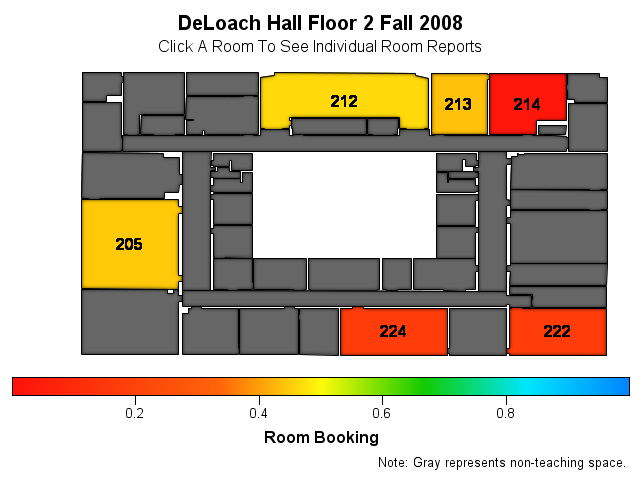 DeLoach Hall Floor 2 Fall 2008
Click A Room To See Individual Room Reports
212
213
214
205
224
222
0.2 0.4 0.6 0.8
Room Booking
Note: Gray represents non-teaching space.